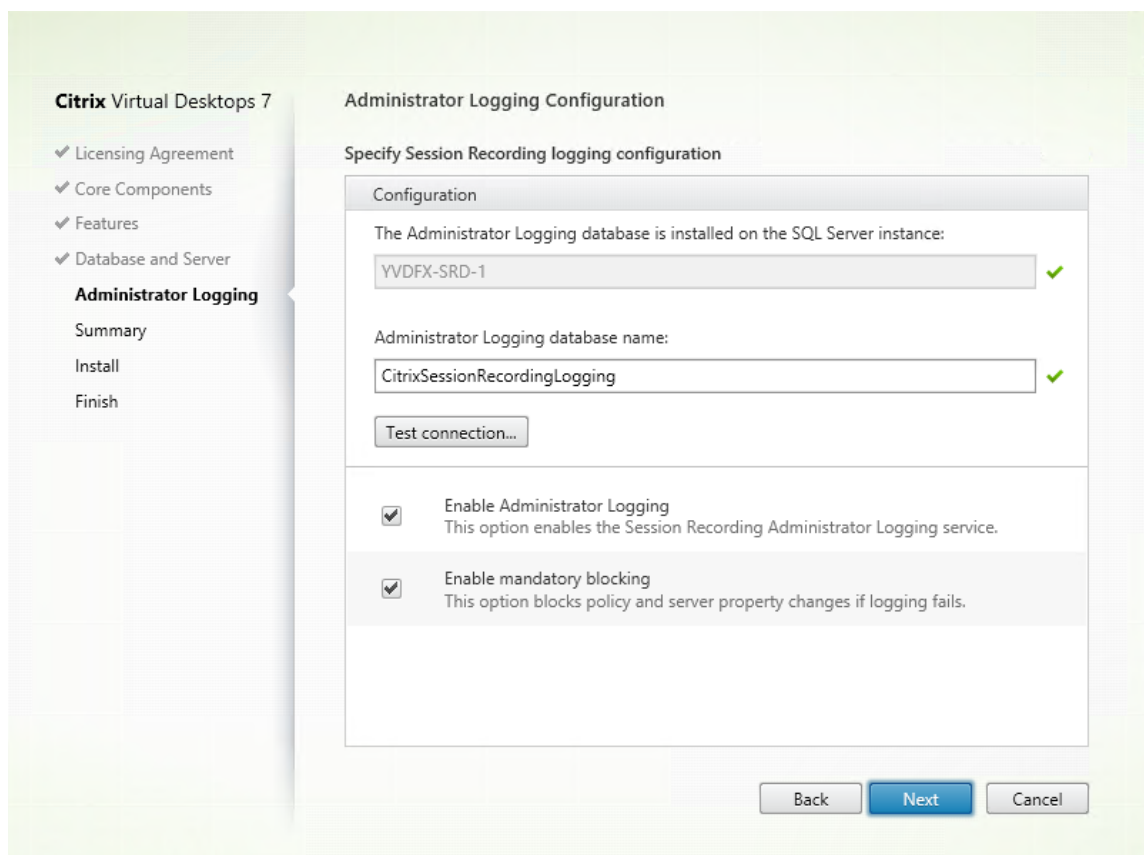 Citrix Virtual Desktops 7
Licensing Agreement
Core Components
Features
Database and Server
Administrator Logging
Summary
Install
Finish
Administrator Logging Configuration
Specify Session Recording logging configuration
Configuration
The Administrator Logging database is installed on the SQL Server instance:
YVDFX-SRD-1
Administrator Logging database name:
CitrixSessionRecordingLogging
Test connection...
Enable Administrator Logging
This option enables the Session Recording Administrator Logging service.
Enable mandatory blocking
This option blocks policy and server property changes if logging fails.
Back
Next
Cancel